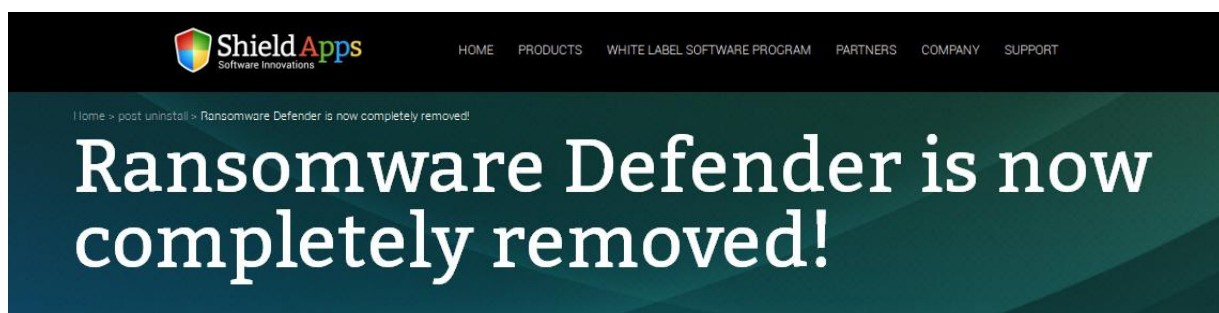 Shield Apps
Software Innovations
HOME PRODUCTS WHITE LABEL SOFTWARE PROGRAM PARTNERS COMPANY SUPPORT
Home > post uninstall > Ransomware Defender is now completely removed!
Ransomware Defender is now
completely removed!